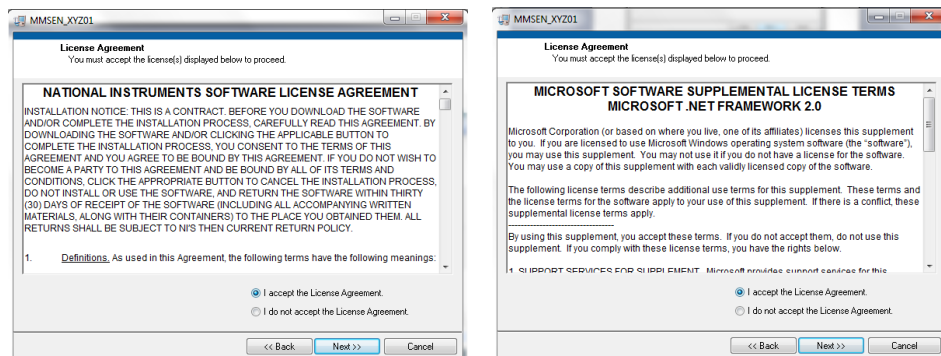 MMSEN_XYZ01
License Agreement
You must accept the license(s) displayed below to proceed.
NATIONAL INSTRUMENTS SOFTWARE LICENSE AGREEMENT
INSTALLATION NOTICE: THIS IS A CONTRACT. BEFORE YOU DOWNLOAD THE SOFTWARE
AND/OR COMPLETE THE INSTALLATION PROCESS, CAREFULLY READ THIS AGREEMENT. BY
DOWNLOADING THE SOFTWARE AND/OR CLICKING THE APPLICABLE BUTTON TO
COMPLETE THE INSTALLATION PROCESS, YOU CONSENT TO THE TERMS OF THIS
AGREEMENT AND YOU AGREE TO BE BOUND BY THIS AGREEMENT. IF YOU DO NOT WISH TO
BECOME A PARTY TO THIS AGREEMENT AND BE BOUND BY ALL OF ITS TERMS AND
CONDITIONS, CLICK THE APPROPRIATE BUTTON TO CANCEL THE INSTALLATION PROCESS,
DO NOT INSTALL OR USE THE SOFTWARE, AND RETURN THE SOFTWARE WITHIN THIRTY
(30) DAYS OF RECEIPT OF THE SOFTWARE (INCLUDING ALL ACCOMPANYING WRITTEN
MATERIALS, ALONG WITH THEIR CONTAINERS) TO THE PLACE YOU OBTAINED THEM. ALL
RETURNS SHALL BE SUBJECT TO NI'S THEN CURRENT RETURN POLICY.
1. Definitions. As used in this Agreement, the following terms have the following meanings:
I accept the License Agreement.
I do not accept the License Agreement.
<< Back
Next >>
Cancel
MMSEN_XYZ01
License Agreement
You must accept the license(s) displayed below to proceed.
MICROSOFT SOFTWARE SUPPLEMENTAL LICENSE TERMS
MICROSOFT .NET FRAMEWORK 2.0
Microsoft Corporation (or based on where you live, one of its affiliates) licenses this supplement
to you. If you are licensed to use Microsoft Windows operating system software (the “software”),
you may use this supplement. You may not use it if you do not have a license for the software.
You may use a copy of this supplement with each validly licensed copy of the software.
The following license terms describe additional use terms for this supplement. These terms and
the license terms for the software apply to your use of this supplement. If there is a conflict, these
supplemental license terms apply.
--------------------------------
By using this supplement, you accept these terms. If you do not accept them, do not use this
supplement. If you comply with these license terms, you have the rights below.
1. SUPPORT SERVICES FOR SUPPLEMENT. Microsoft provides support services for this
I accept the License Agreement.
I do not accept the License Agreement.
<< Back
Next >>
Cancel